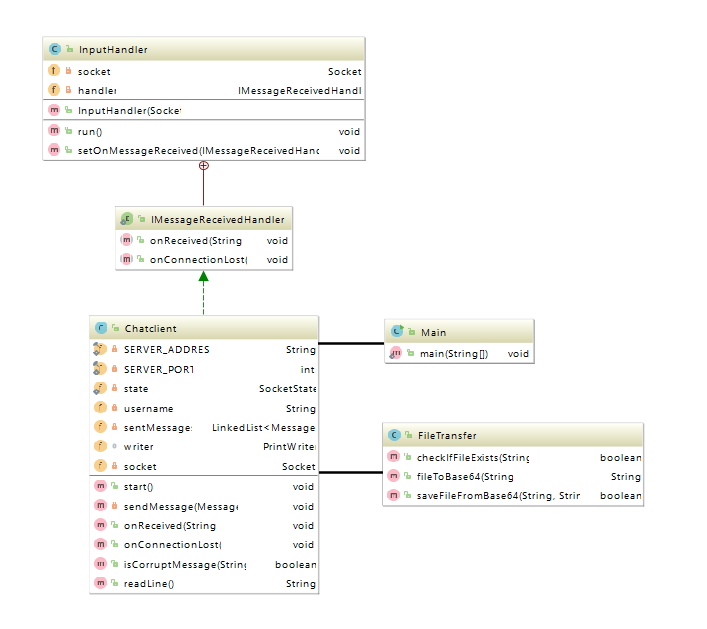 InputHandler
socket Socket
handler IMessageReceivedHandl
InputHandler(Socket
run() void
setOnMessageReceived(IMessageReceivedHanc void
IMessageReceivedHandler
onReceived(String void
onConnectionLost( void
Chatclient
SERVER_ADDRES String
SERVER_PORT int
state SocketState
username String
sentMessage: LinkedList<Message
writer PrintWrite
socket Socket
start() void
sendMessage(Message void
onReceived(String void
onConnectionLost( void
isCorruptMessage(String boolean
readLine() String
Main
main(String[]) void
FileTransfer
checkIfFileExists(String boolean
fileToBase64(String String
saveFileFromBase64(String, Strin boolean